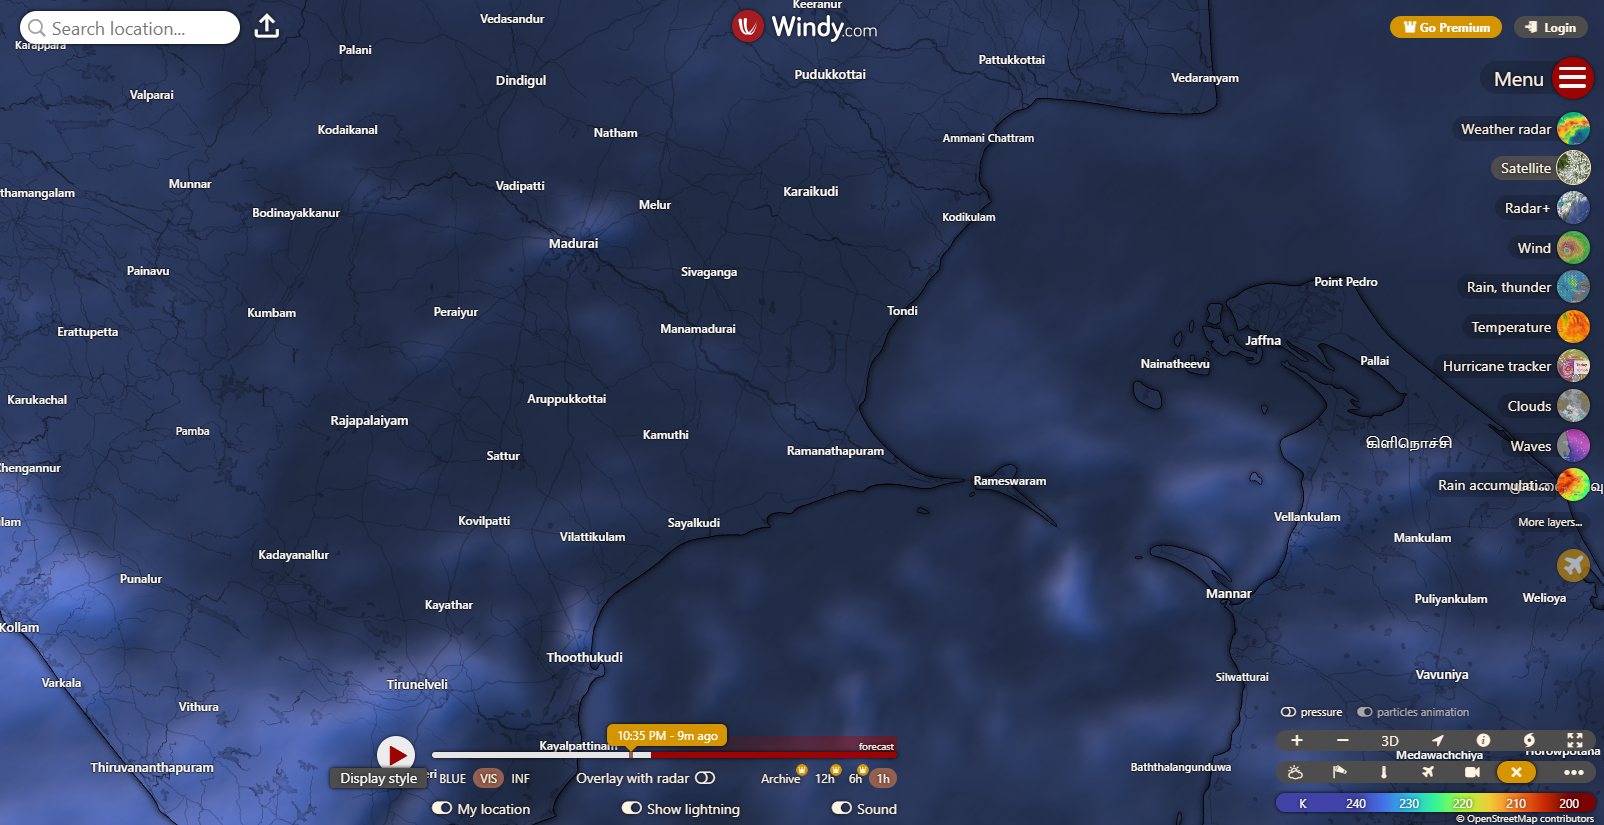 Search location...
Windy.com
Go Premium
Login
Menu
Weather radar
Satellite
Radar+
Wind
Rain, thunder
Temperature
Hurricane tracker
Clouds
Waves
Rain accumulati...
More layers...
Keeranur
Vedasandur
Karappara
Palani
Pattukkottai
Pudukkottai
Dindigul
Vedaranyam
Valparai
Kodaikanal
Natham
Ammani Chattram
Munnar
Vadipatti
Karaikudi
thamangalam
Melur
Bodinayakkanur
Kodikulam
Madurai
Painavu
Sivaganga
Point Pedro
Kumbam
Peraiyur
Tondi
Erattupetta
Manamadurai
Jaffna
Nainatheevu
Pallai
Karukachal
Aruppukkottai
Rajapalaiyam
Pamba
Kamuthi
கிளிநொச்சி
Ramanathapuram
Sattur
Chengannur
Rameswaram
Vellankulam
lam
Kovilpatti
Sayalkudi
Vilattikulam
Mankulam
Kadayanallur
Punalur
Mannar
Puliyankulam
Welioya
Kayathar
Kollam
Thoothukudi
Vavuniya
Silwatturai
Varkala
Tirunelveli
Vithura
Kayalpattinam
Thiruvananthapuram
Baththalangunduwa
Medawachchiya
Horowpotana
10:35 PM - 9m ago
forecast
Display style
eri
BLUE
VIS
INF
Overlay with radar
Archive
12h
6h
1h
My location
Show lightning
Sound
pressure
particles animation
3D
K
240
230
220
210
200
© OpenStreetMap contributors